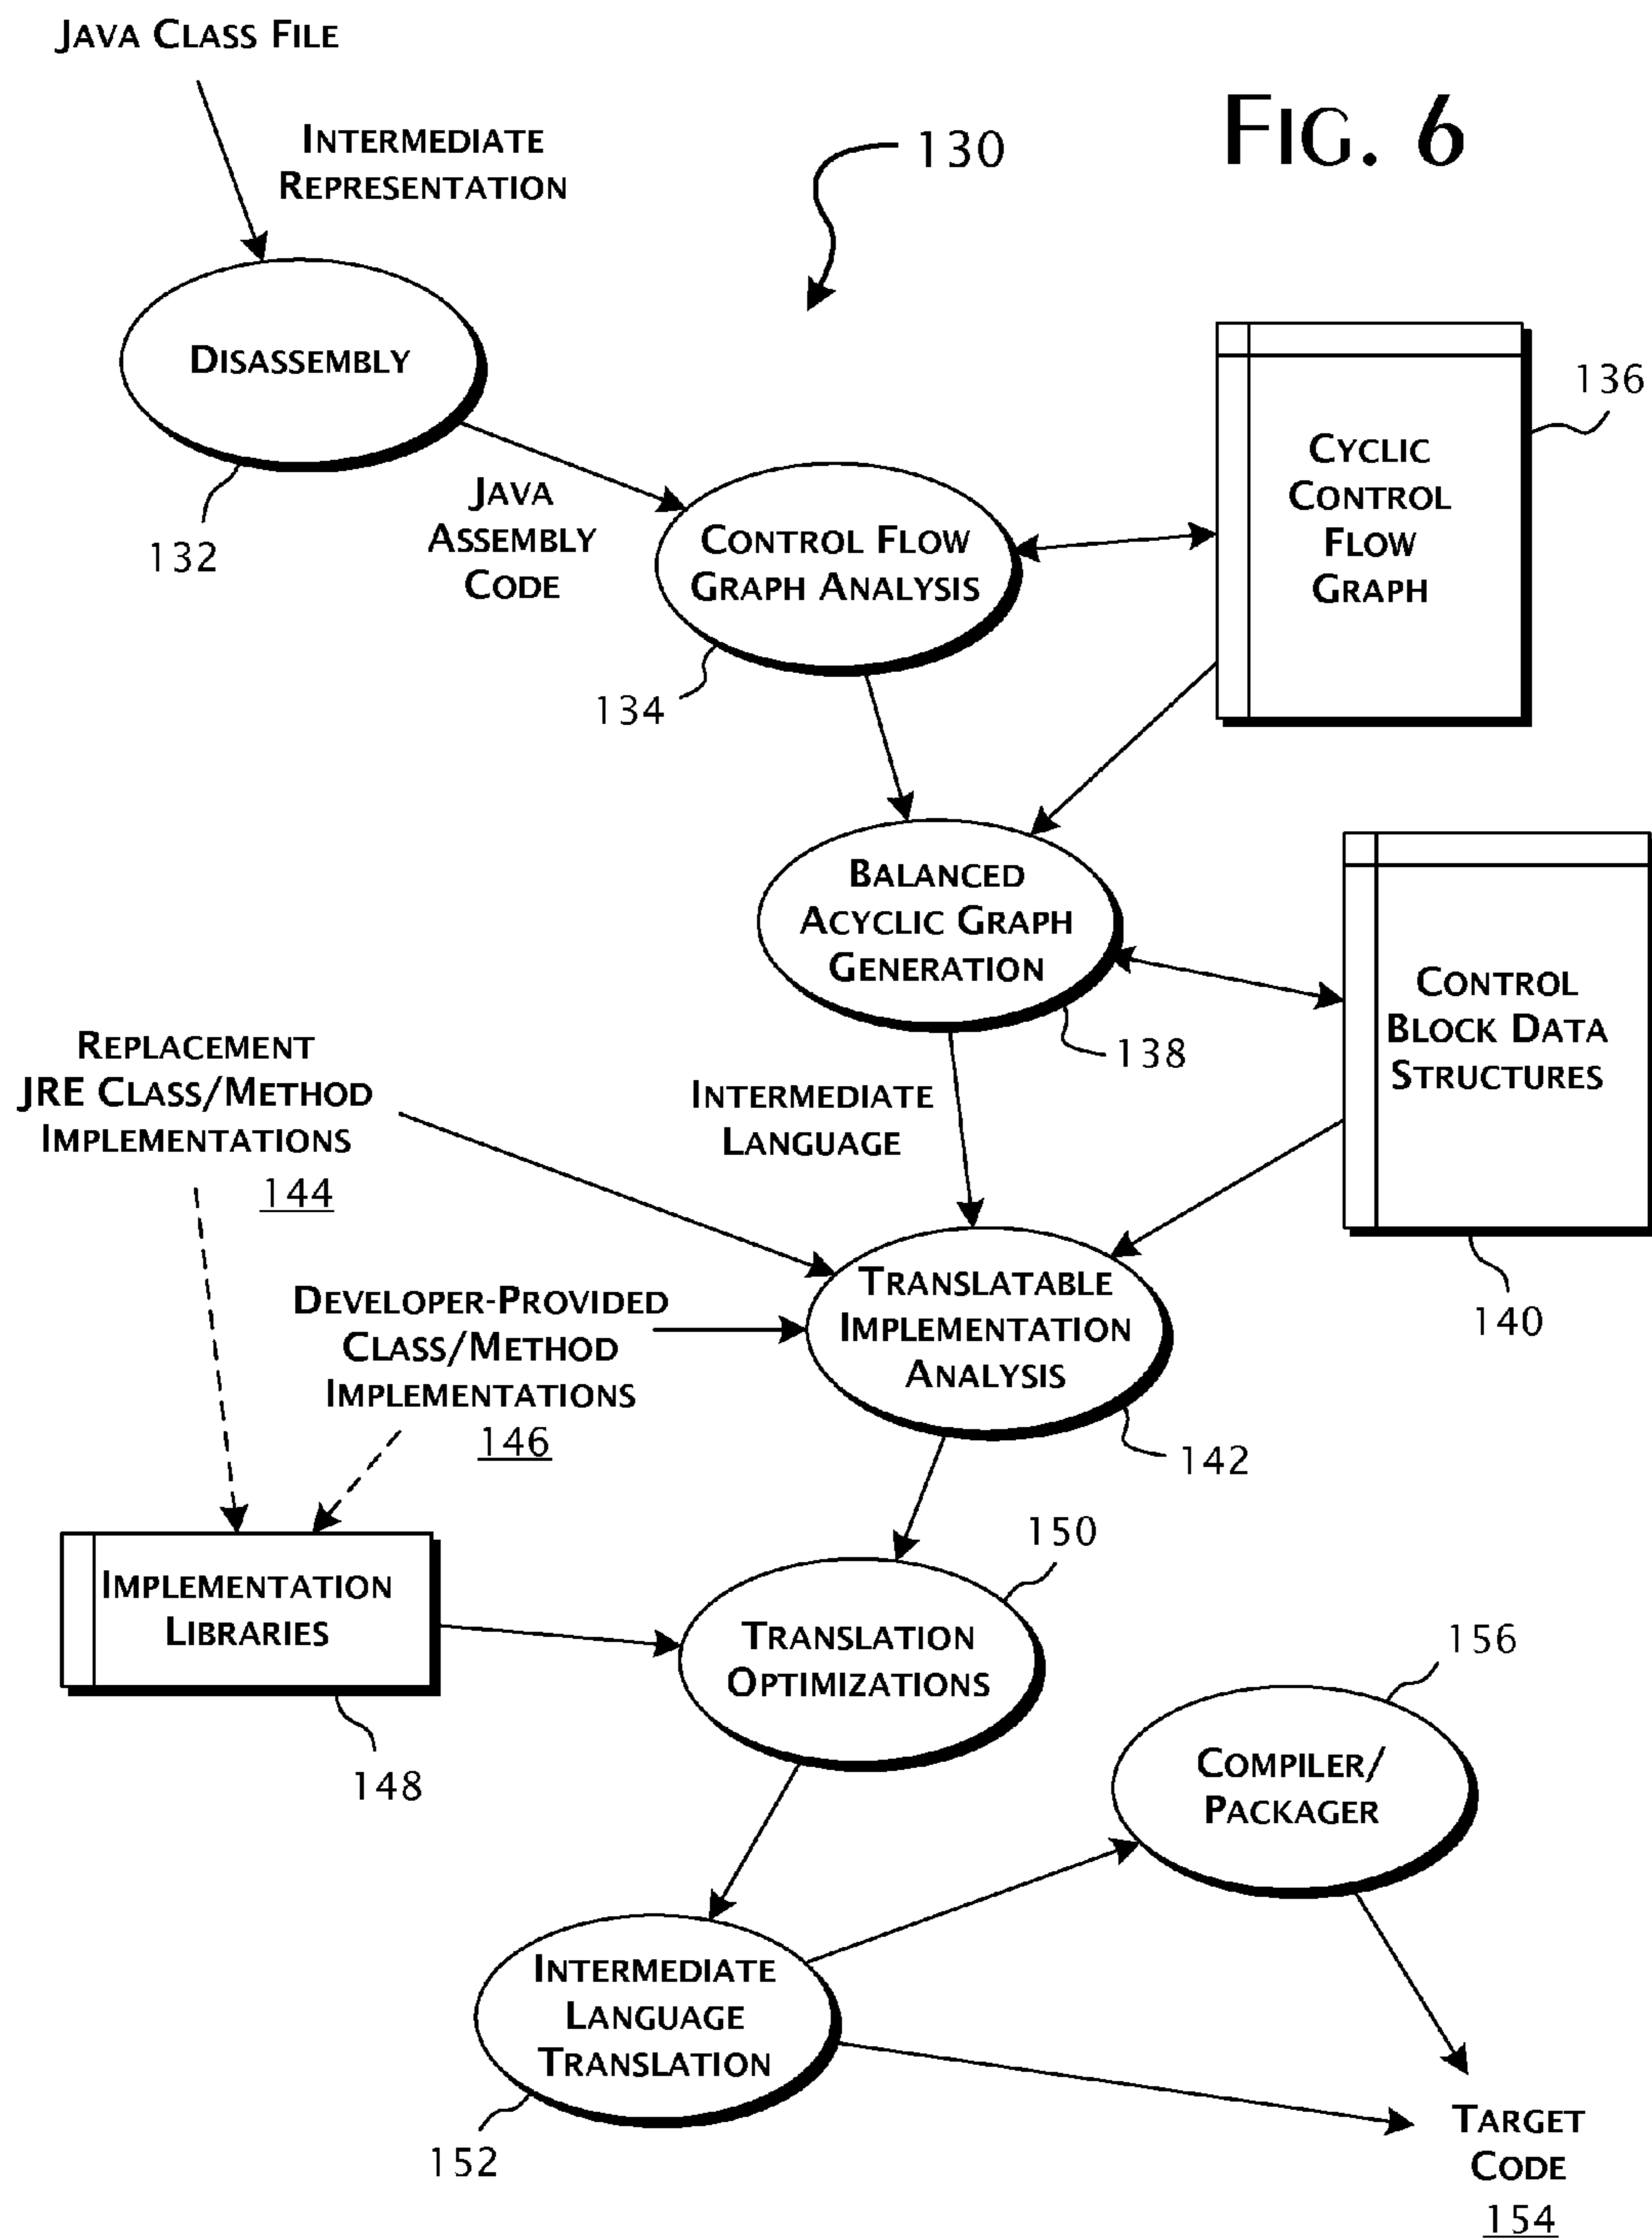 JAVA CLASS FILE
FIG. 6
INTERMEDIATE
REPRESENTATION
130
DISASSEMBLY
132
JAVA
ASSEMBLY
CODE
CONTROL FLOW
GRAPH ANALYSIS
134
CYCLIC
CONTROL
FLOW
GRAPH
136
BALANCED
ACYCLIC GRAPH
GENERATION
138
CONTROL
BLOCK DATA
STRUCTURES
140
INTERMEDIATE
LANGUAGE
REPLACEMENT
JRE CLASS/METHOD
IMPLEMENTATIONS
144
DEVELOPER-PROVIDED
CLASS/METHOD
IMPLEMENTATIONS
146
TRANSLATABLE
IMPLEMENTATION
ANALYSIS
142
IMPLEMENTATION
LIBRARIES
148
150
TRANSLATION
OPTIMIZATIONS
156
COMPILER/
PACKAGER
INTERMEDIATE
LANGUAGE
TRANSLATION
152
TARGET
CODE
154